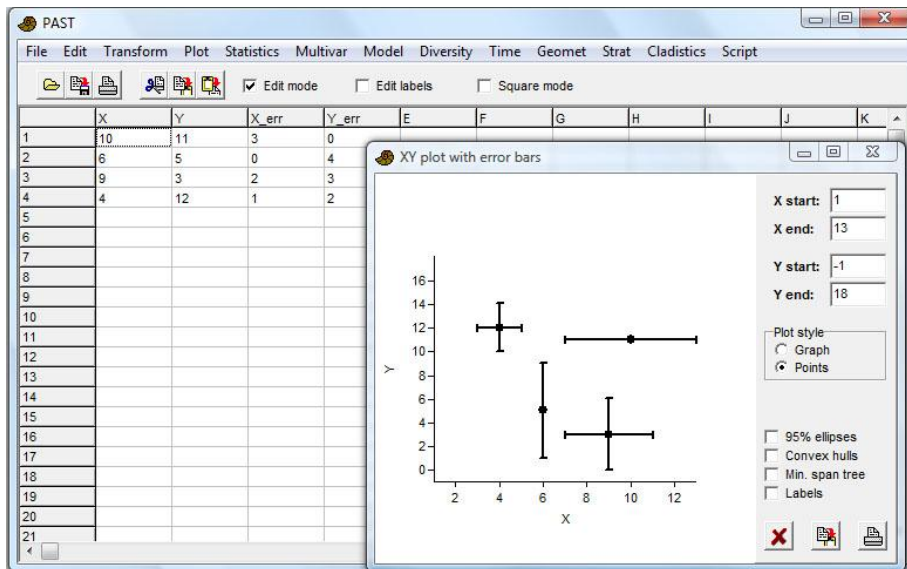 PAST
File Edit Transform Plot Statistics Multivar Model Diversity Time Geomet Strat Cladistics Script
Edit mode Edit labels Square mode
X Y X_err Y_err E F G H I J K
1 10 11 3 0
2 6 5 0 4
3 9 3 2 3
4 4 12 1 2
5
6
7
8
9
10
11
12
13
14
15
16
17
18
19
20
21
XY plot with error bars
X start: 1
X end: 13
Y start: -1
Y end: 18
Plot style
Graph
Points
95% ellipses
Convex hulls
Min. span tree
Labels
16
14
12
10
8
6
4
2
0
Y
2 4 6 8 10 12
X